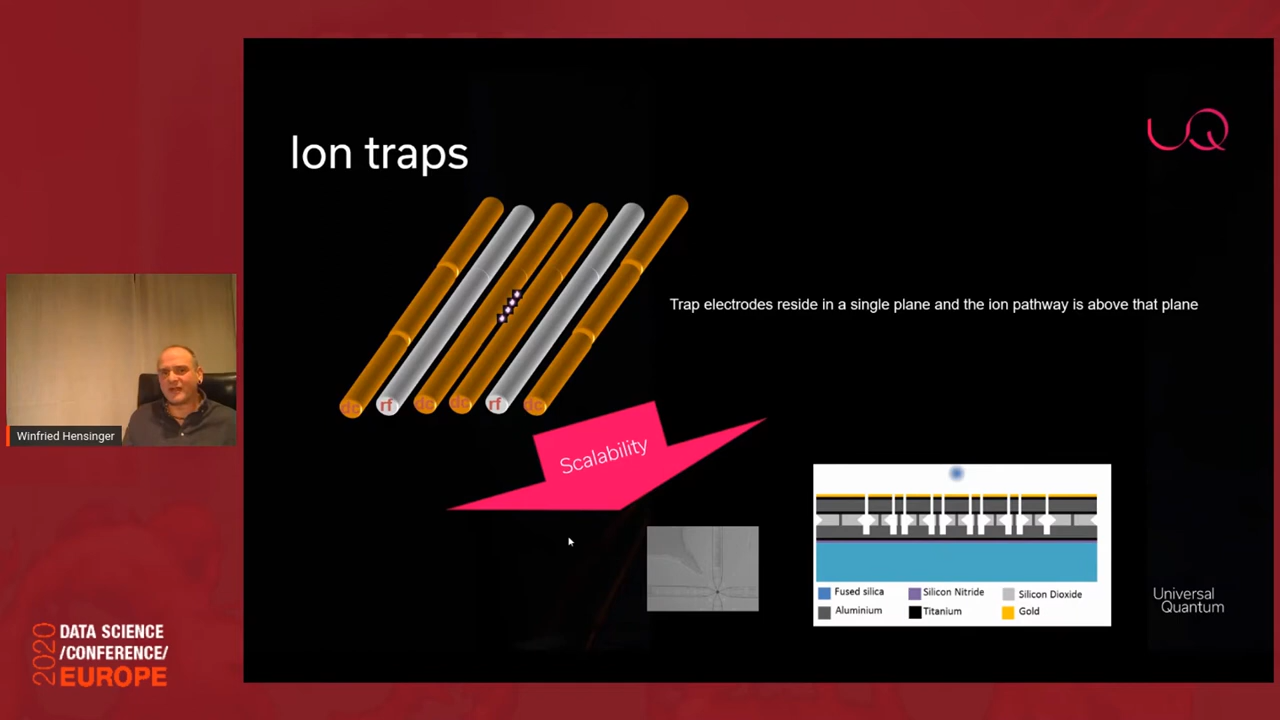 Ion traps
UQ
dc rf dc dc rf dc
Trap electrodes reside in a single plane and the ion pathway is above that plane
Scalability
Winfried Hensinger
Fused silica
Silicon Nitride
Silicon Dioxide
Aluminium
Titanium
Gold
Universal
Quantum
2020
DATA SCIENCE
/CONFERENCE/
EUROPE